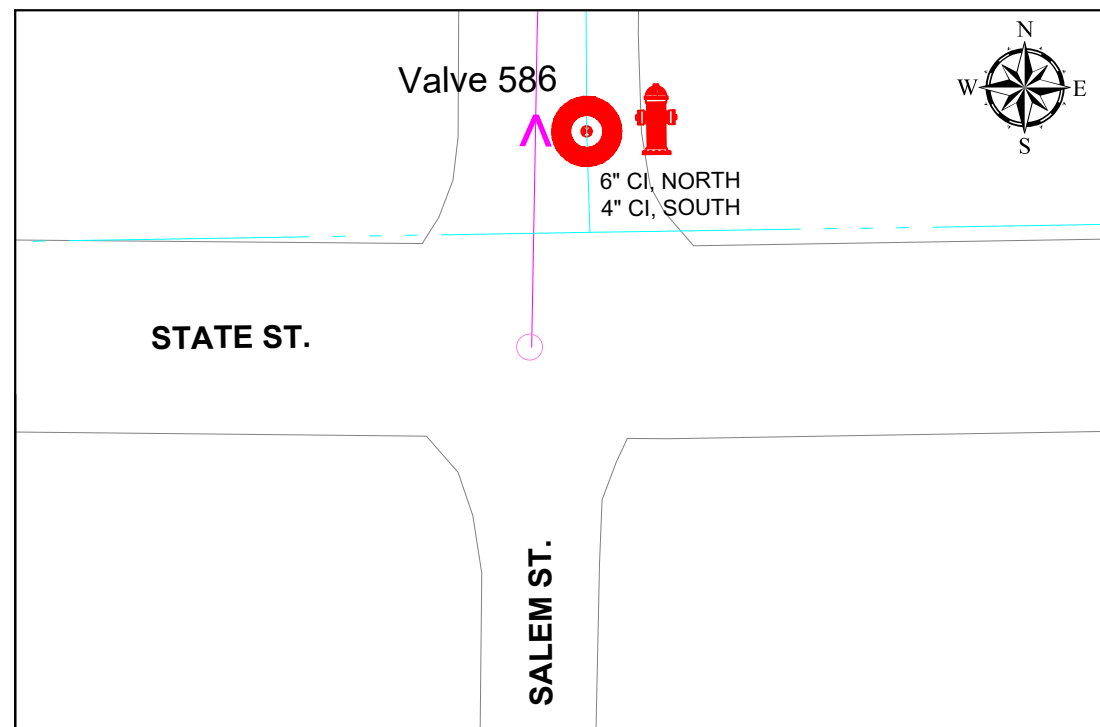 N
Valve 586
W
E
S
6" CI, NORTH
4" CI, SOUTH
STATE ST.
SALEM ST.